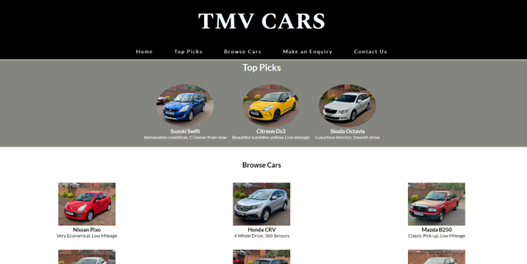 TMV CARS
Home Top Picks Browse Cars Make an Enquiry Contact Us
Top Picks
Suzuki Swift Citreon Ds3 Skoda Octavia
Immaculate condition, 1 Owner from new Beautiful sunshine yellow, Low mileage Luxurious interior, Smooth drive
Browse Cars
Nissan Pixo Honda CRV Mazda B250
Very Economical, Low Mileage 4 Wheel Drive, 360 Sensors Classic Pick-up, Low Mileage